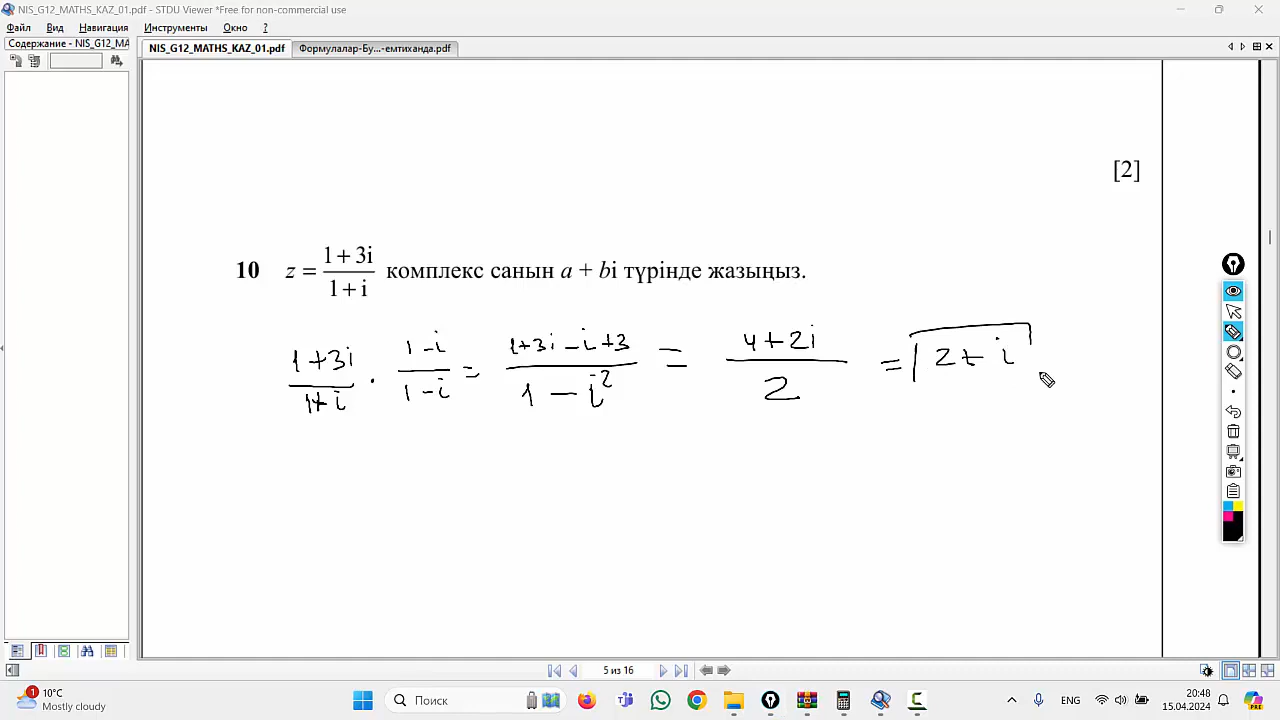 NIS_G12_MATHS_KAZ_01.pdf - STDU Viewer *Free for non-commercial use
Файл Вид Навигация Инструменты Окно ?
Содержание - NIS_G12_MA
NIS_G12_MATHS_KAZ_01.pdf Формулалар-Бу...-емтиханда.pdf
[2]
10 z = (1 + 3i)/(1 + i) комплекс санын a + bi түрінде жазыңыз.
(1+3i)/(1+i) · (1-i)/(1-i) = (1+3i-i+3)/(1-i²) = (4+2i)/2 = 2+i
5 из 16
1
10°C
Mostly cloudy
Поиск
ENG
20:48
15.04.2024
PRE